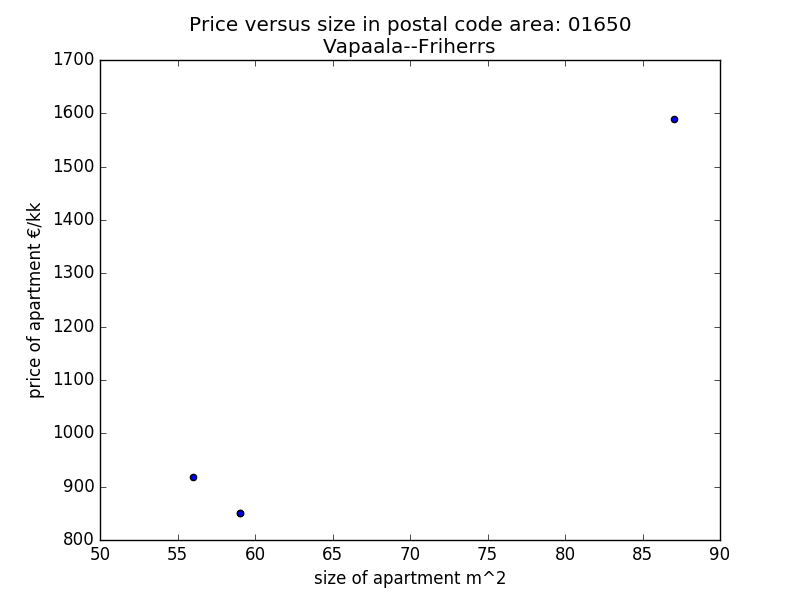 Price versus size in postal code area: 01650
Vapaala--Friherrs
1700
1600
1500
1400
1300
1200
1100
1000
900
800
price of apartment €/kk
50 55 60 65 70 75 80 85 90
size of apartment m^2